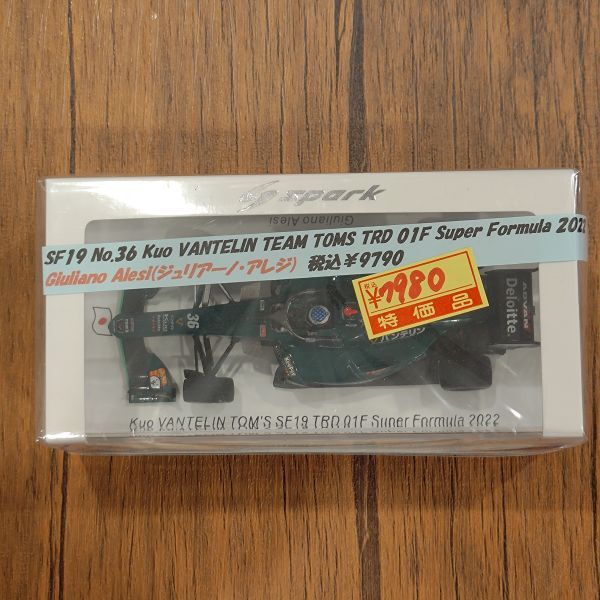 spark
Giuliano Alesi
SF19 No.36 Kuo VANTELIN TEAM TOMS TRD 01F Super Formula 2022
Giuliano Alesi(ジュリアーノ・アレジ) 税込¥9790
税込
¥7980
特価品
36
バンテリン
ADVAN
Deloitte.
Kuo VANTELIN TOM'S SF19 TRD 01F Super Formula 2022